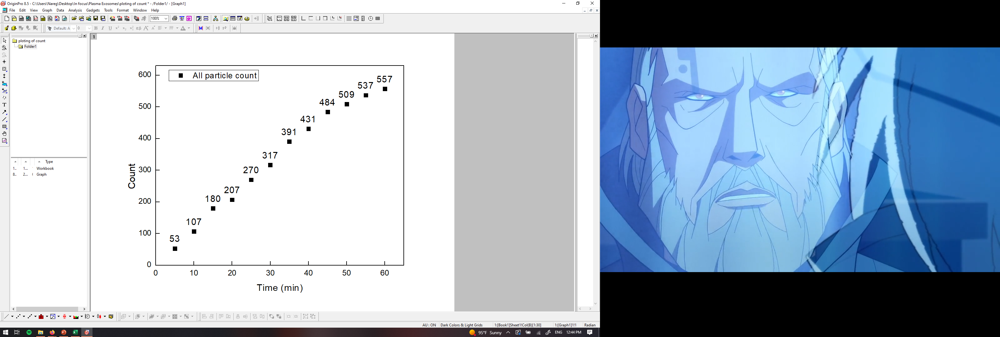 OriginPro 8.5 - C:\Users\Nareg\Desktop\In focus\Plasma Exosomes\ploting of count * - /Folder1/ - [Graph1]
File Edit View Graph Data Analysis Gadgets Tools Format Window Help
100%
Default: A 0 B I U
ploting of count
Folder1
Type
1.. 1... Workbook
8.. 2... Graph
1
All particle count
600
500
400
300
200
100
0
53
107
180
207
270
317
391
431
484
509
537
557
Count
0 10 20 30 40 50 60
Time (min)
AU : ON Dark Colors & Light Grids 1:[Book1]Sheet1!Col(B)[1:30] 1:[Graph1]1!1 Radian
95°F Sunny ENG 12:44 PM